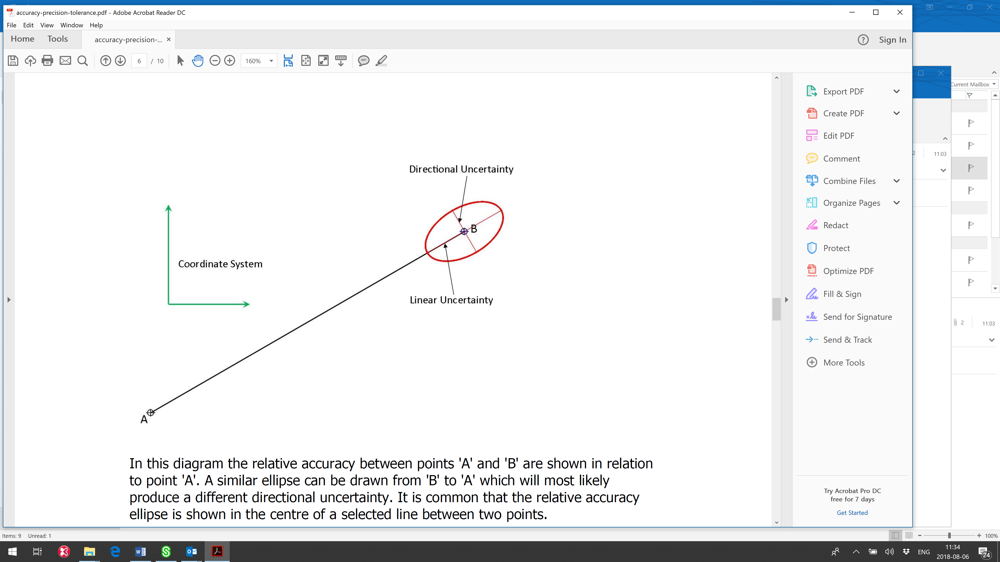 accuracy-precision-tolerance.pdf - Adobe Acrobat Reader DC
File Edit View Window Help
Home Tools accuracy-precision-... × Sign In
6 / 10 160%
Current Mailbox
Export PDF
Create PDF
Edit PDF
Comment
Combine Files
Organize Pages
Redact
Protect
Optimize PDF
Fill & Sign
Send for Signature
Send & Track
More Tools
2 11:03
2 11:03
Directional Uncertainty
B
Coordinate System
Linear Uncertainty
A
In this diagram the relative accuracy between points 'A' and 'B' are shown in relation
to point 'A'. A similar ellipse can be drawn from 'B' to 'A' which will most likely
produce a different directional uncertainty. It is common that the relative accuracy
ellipse is shown in the centre of a selected line between two points.
Try Acrobat Pro DC
free for 7 days
Get Started
Items: 9 Unread: 1
100%
ENG
11:34
2018-08-06
24